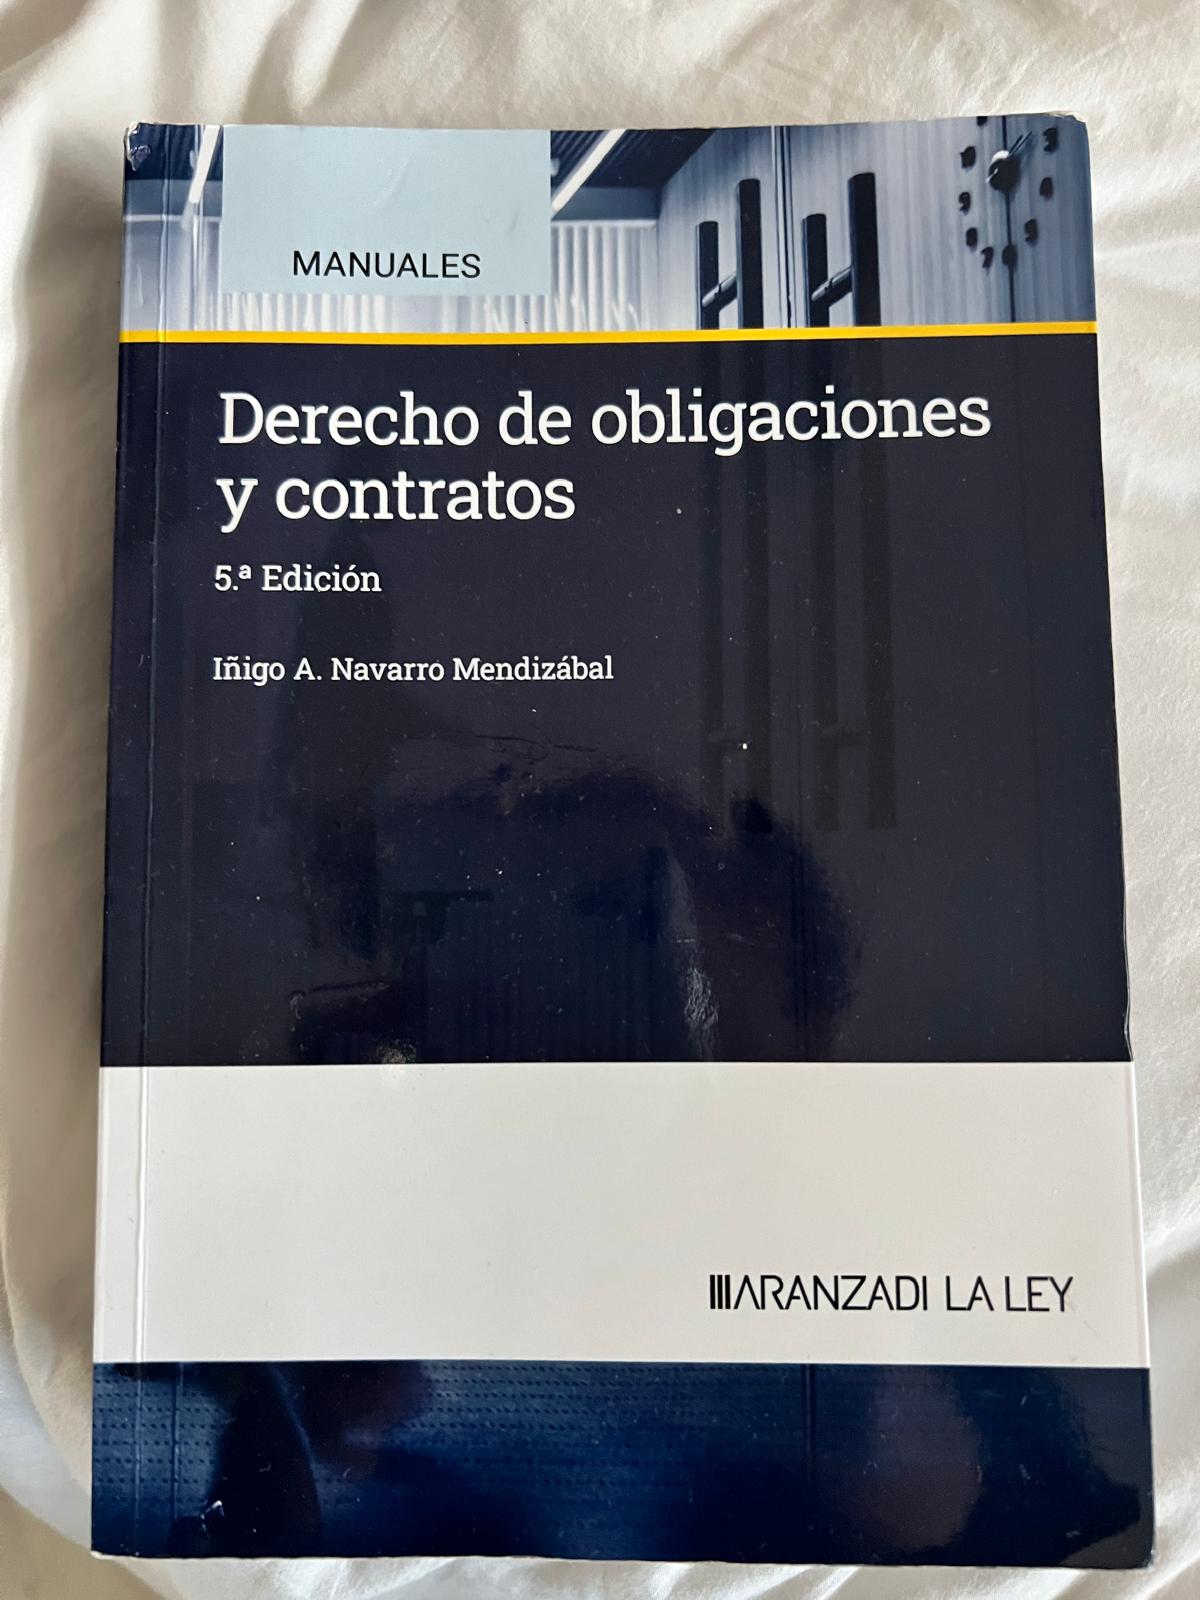 MANUALES
Derecho de obligaciones
y contratos
5.ª Edición
Iñigo A. Navarro Mendizábal
ARANZADI LA LEY